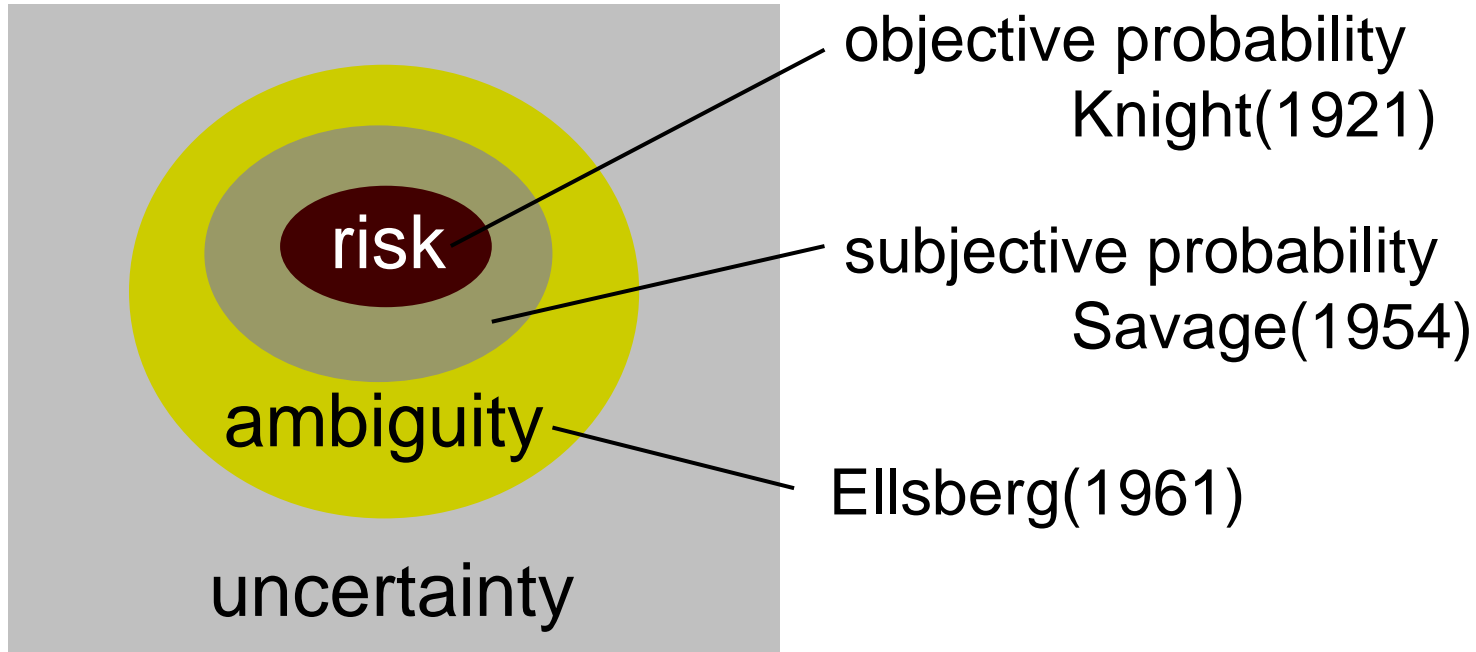 objective probability
Knight(1921)
risk
subjective probability
Savage(1954)
ambiguity
Ellsberg(1961)
uncertainty